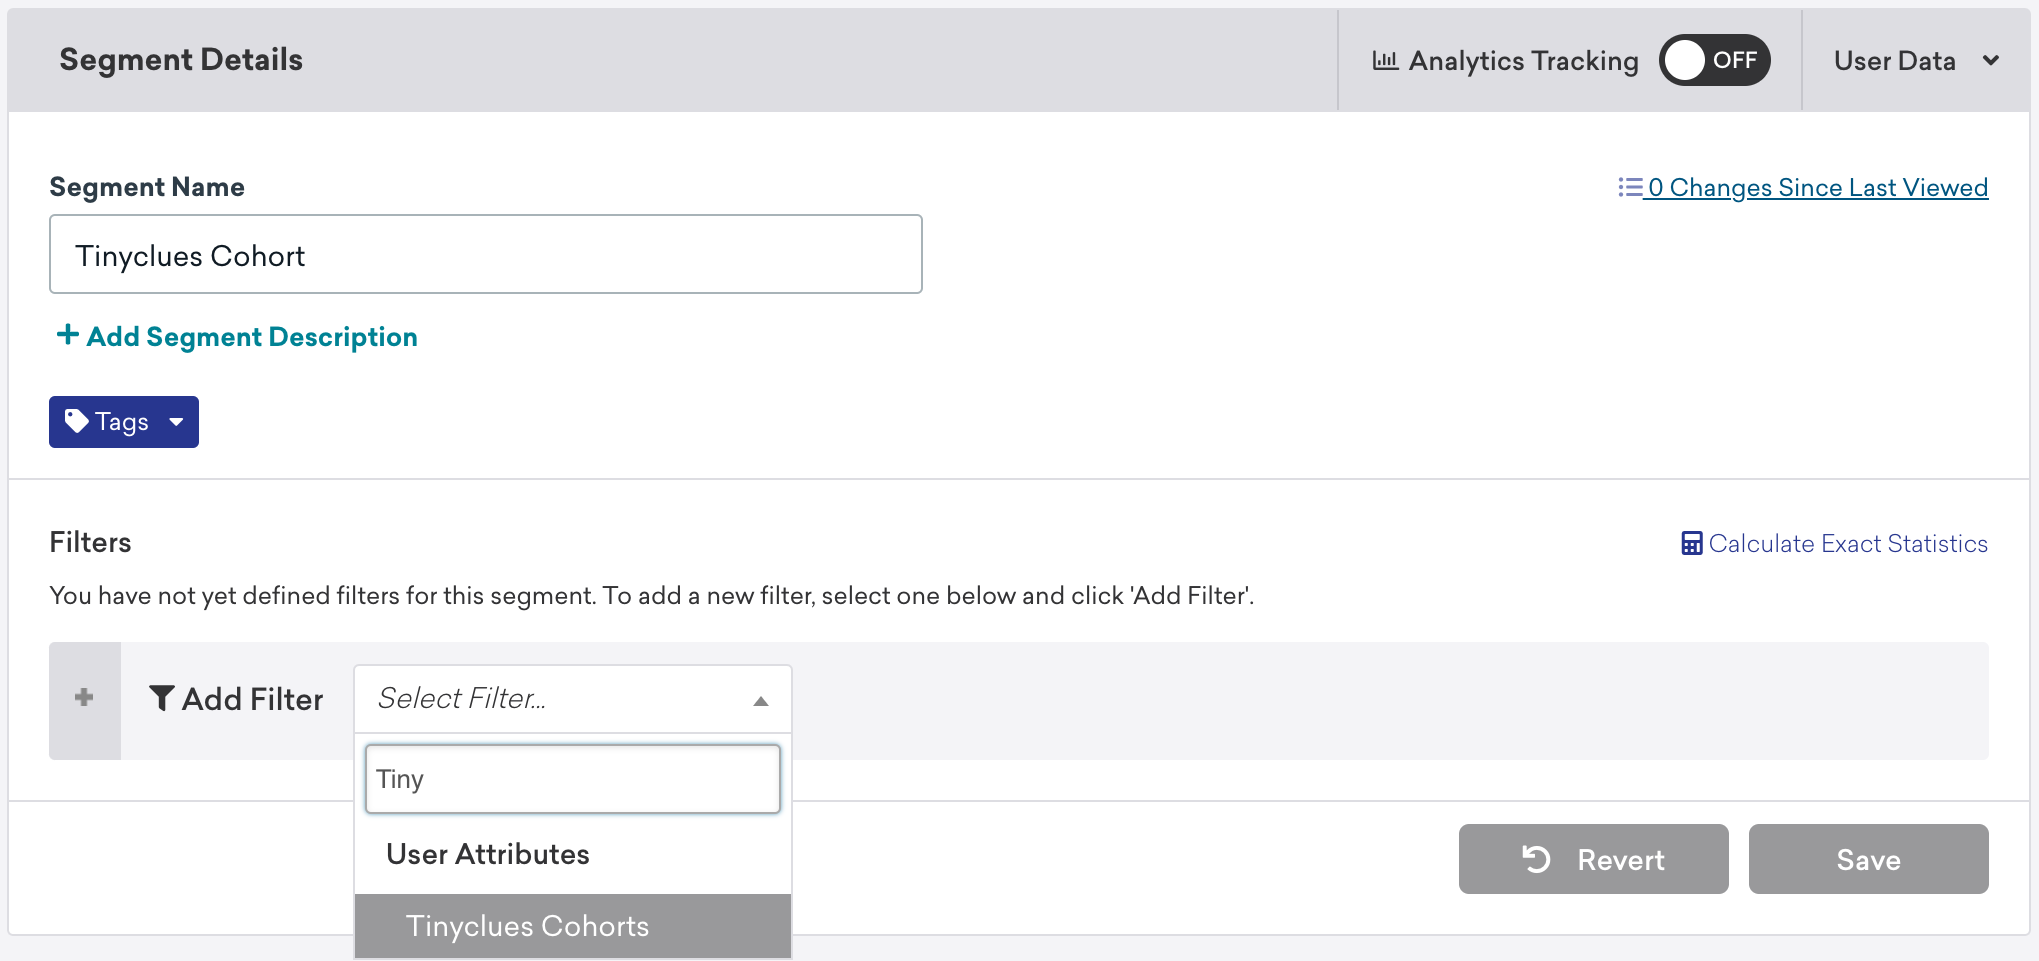 Segment Details
Analytics Tracking
OFF
User Data
Segment Name
0 Changes Since Last Viewed
Tinyclues Cohort
+ Add Segment Description
Tags
Filters
Calculate Exact Statistics
You have not yet defined filters for this segment. To add a new filter, select one below and click 'Add Filter'.
+
Add Filter
Select Filter...
Tiny
User Attributes
Tinyclues Cohorts
Revert
Save